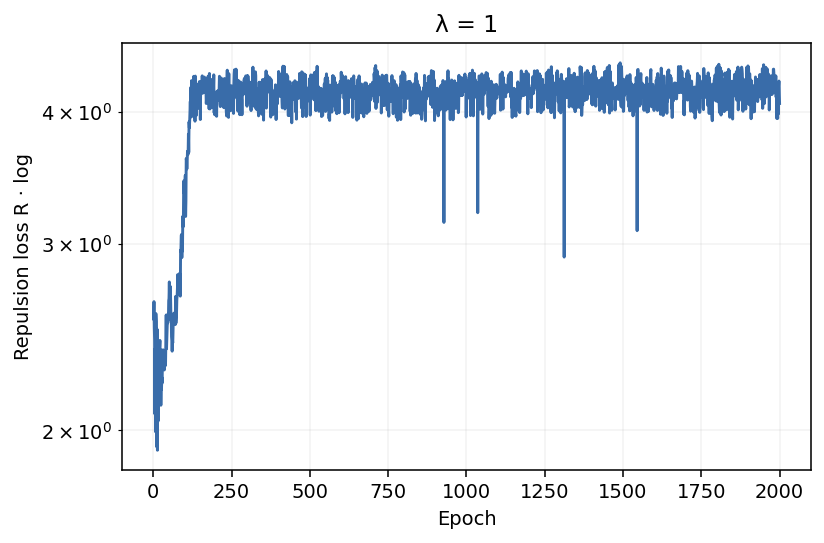 λ = 1
Repulsion loss R · log
4 × 10⁰
3 × 10⁰
2 × 10⁰
0 250 500 750 1000 1250 1500 1750 2000
Epoch